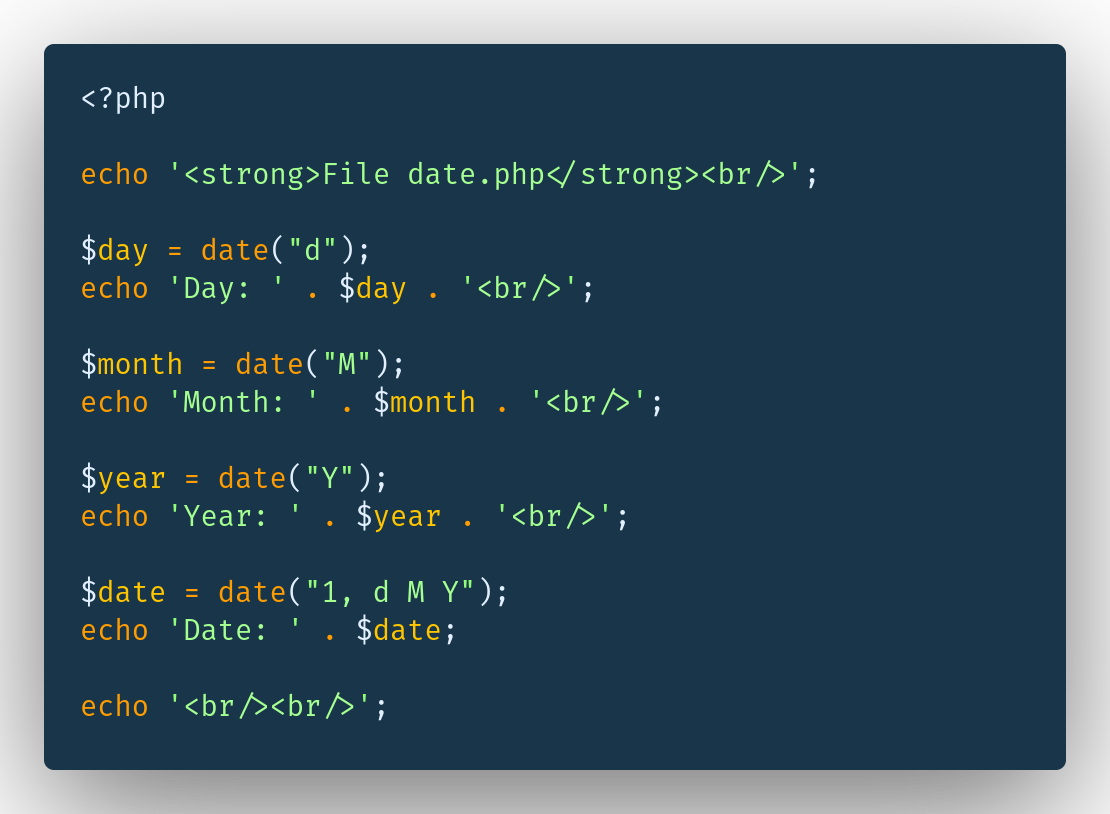 <?php
echo '<strong>File date.php</strong><br/>';
$day = date("d");
echo 'Day: ' . $day . '<br/>';
$month = date("M");
echo 'Month: ' . $month . '<br/>';
$year = date("Y");
echo 'Year: ' . $year . '<br/>';
$date = date("1, d M Y");
echo 'Date: ' . $date;
echo '<br/><br/>';